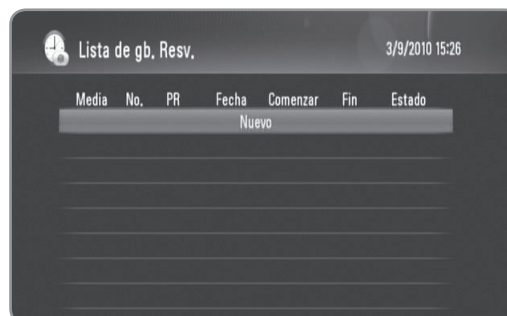 Lista de gb. Resv. 3/9/2010 15:26
Media No. PR Fecha Comenzar Fin Estado
Nuevo